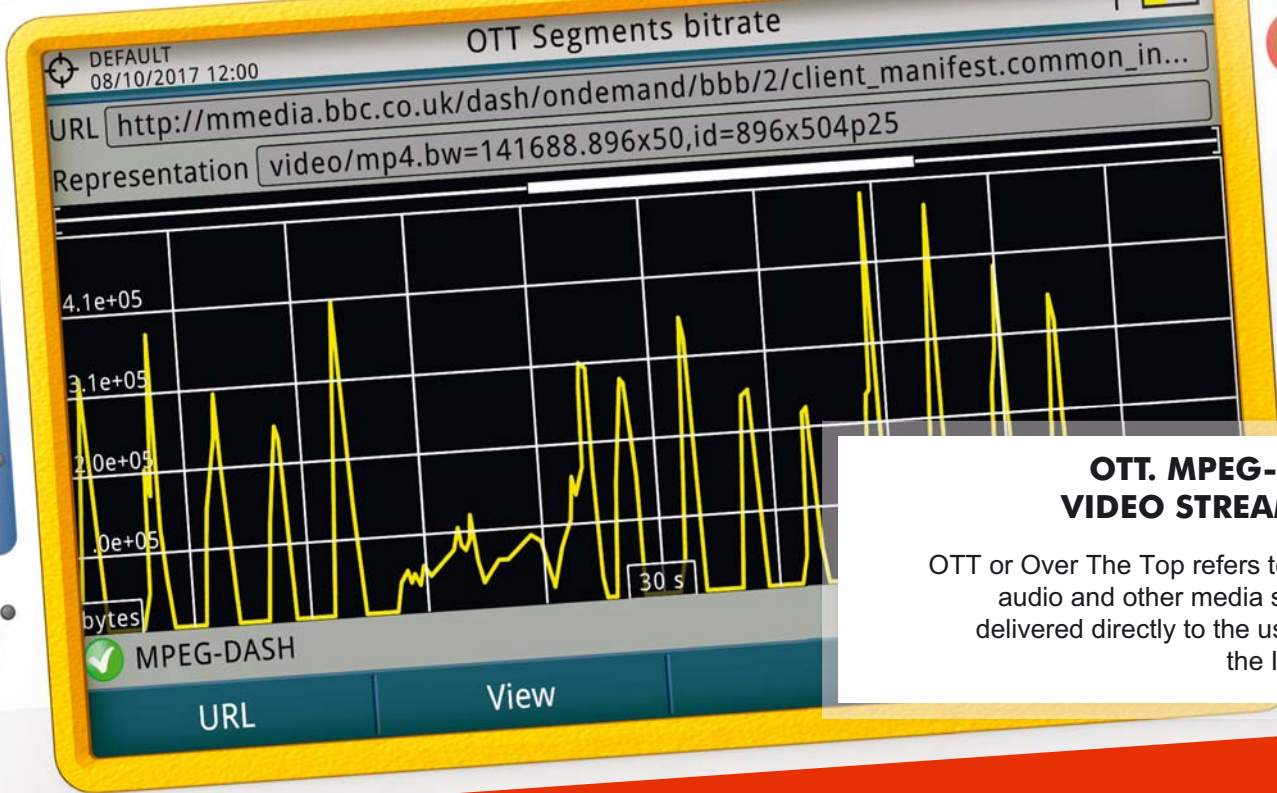 DEFAULT
08/10/2017 12:00
OTT Segments bitrate
URL http://mmedia.bbc.co.uk/dash/ondemand/bbb/2/client_manifest.common_in...
Representation video/mp4.bw=141688.896x50,id=896x504p25
4.1e+05
3.1e+05
2.0e+05
.0e+05
bytes
30 s
MPEG-DASH
URL
View
OTT. MPEG-
VIDEO STREA
OTT or Over The Top refers t
audio and other media s
delivered directly to the us
the I